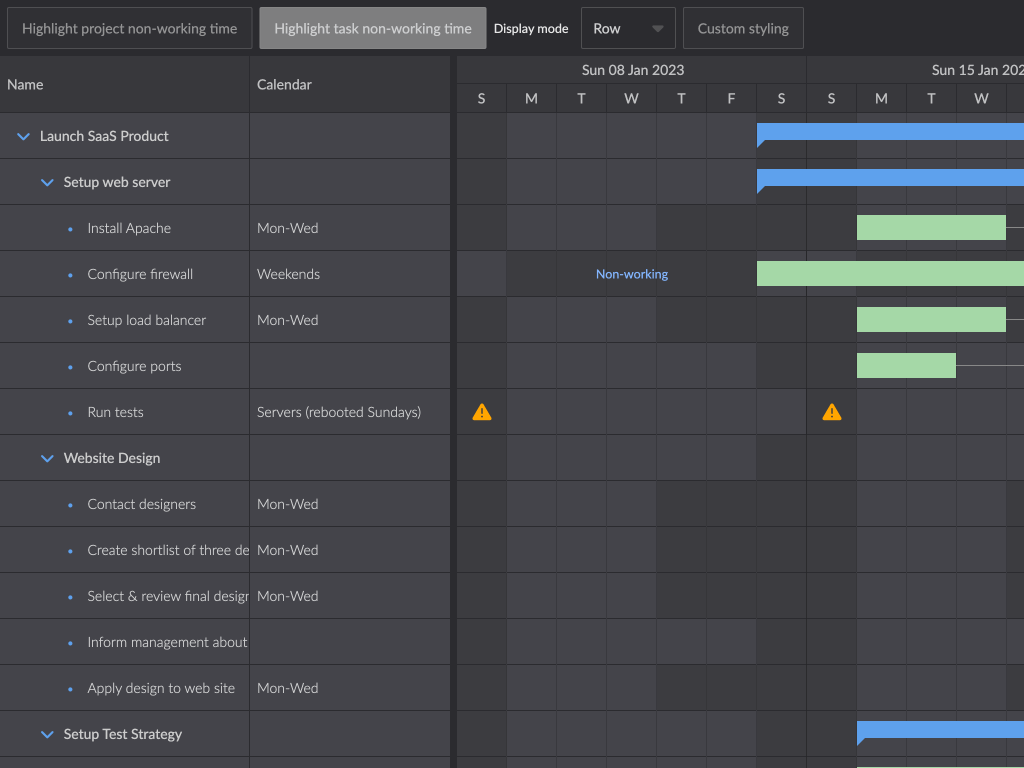 Highlight project non-working time Highlight task non-working time Display mode Row Custom styling
Name Calendar Sun 08 Jan 2023 Sun 15 Jan 202
S M T W T F S S M T W
Launch SaaS Product
Setup web server
Install Apache Mon-Wed
Configure firewall Weekends Non-working
Setup load balancer Mon-Wed
Configure ports
Run tests Servers (rebooted Sundays)
Website Design
Contact designers Mon-Wed
Create shortlist of three de Mon-Wed
Select & review final design Mon-Wed
Inform management about
Apply design to web site Mon-Wed
Setup Test Strategy